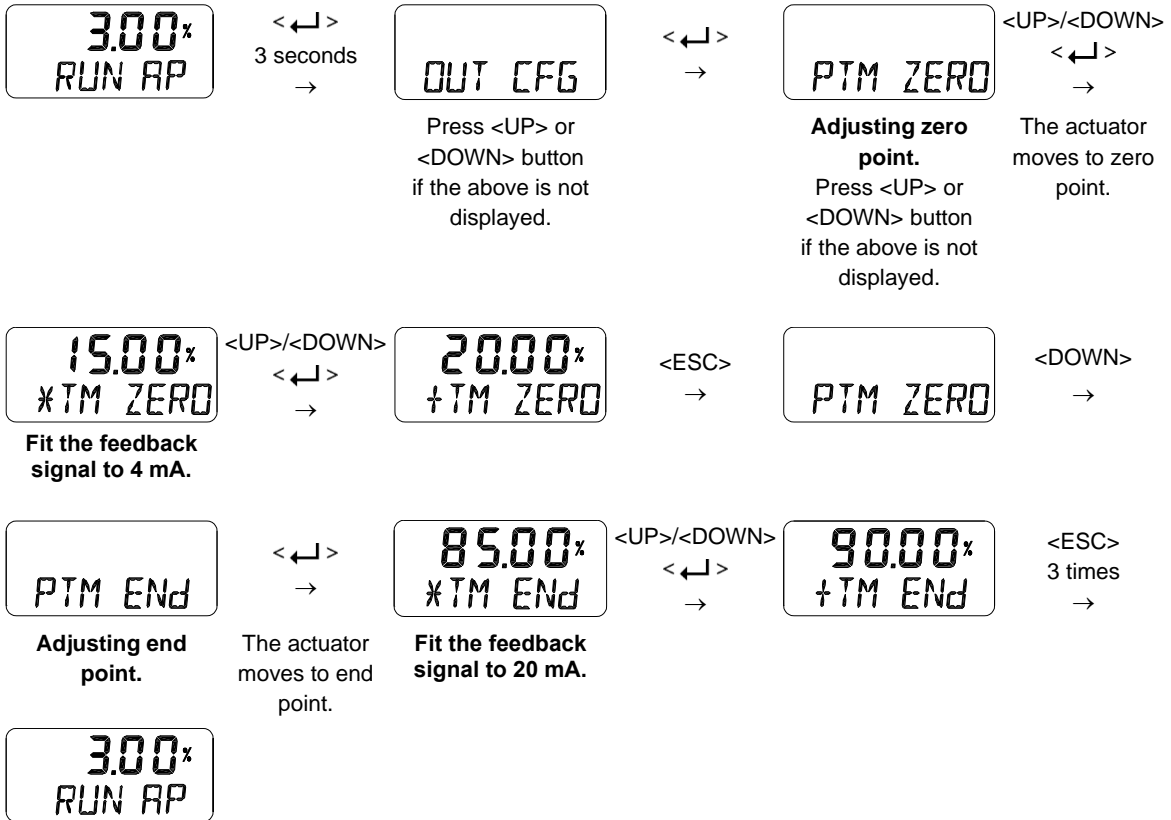 3.00%
RUN AP
< ↵ >
3 seconds
→
OUT CFG
Press <UP> or
<DOWN> button
if the above is not
displayed.
< ↵ >
→
PTM ZERO
Adjusting zero
point.
Press <UP> or
<DOWN> button
if the above is not
displayed.
<UP>/<DOWN>
< ↵ >
→
The actuator
moves to zero
point.
15.00%
*TM ZERO
Fit the feedback
signal to 4 mA.
<UP>/<DOWN>
< ↵ >
→
20.00%
+TM ZERO
<ESC>
→
PTM ZERO
<DOWN>
→
PTM ENd
Adjusting end
point.
< ↵ >
→
The actuator
moves to end
point.
85.00%
*TM ENd
Fit the feedback
signal to 20 mA.
<UP>/<DOWN>
< ↵ >
→
90.00%
+TM ENd
<ESC>
3 times
→
3.00%
RUN AP